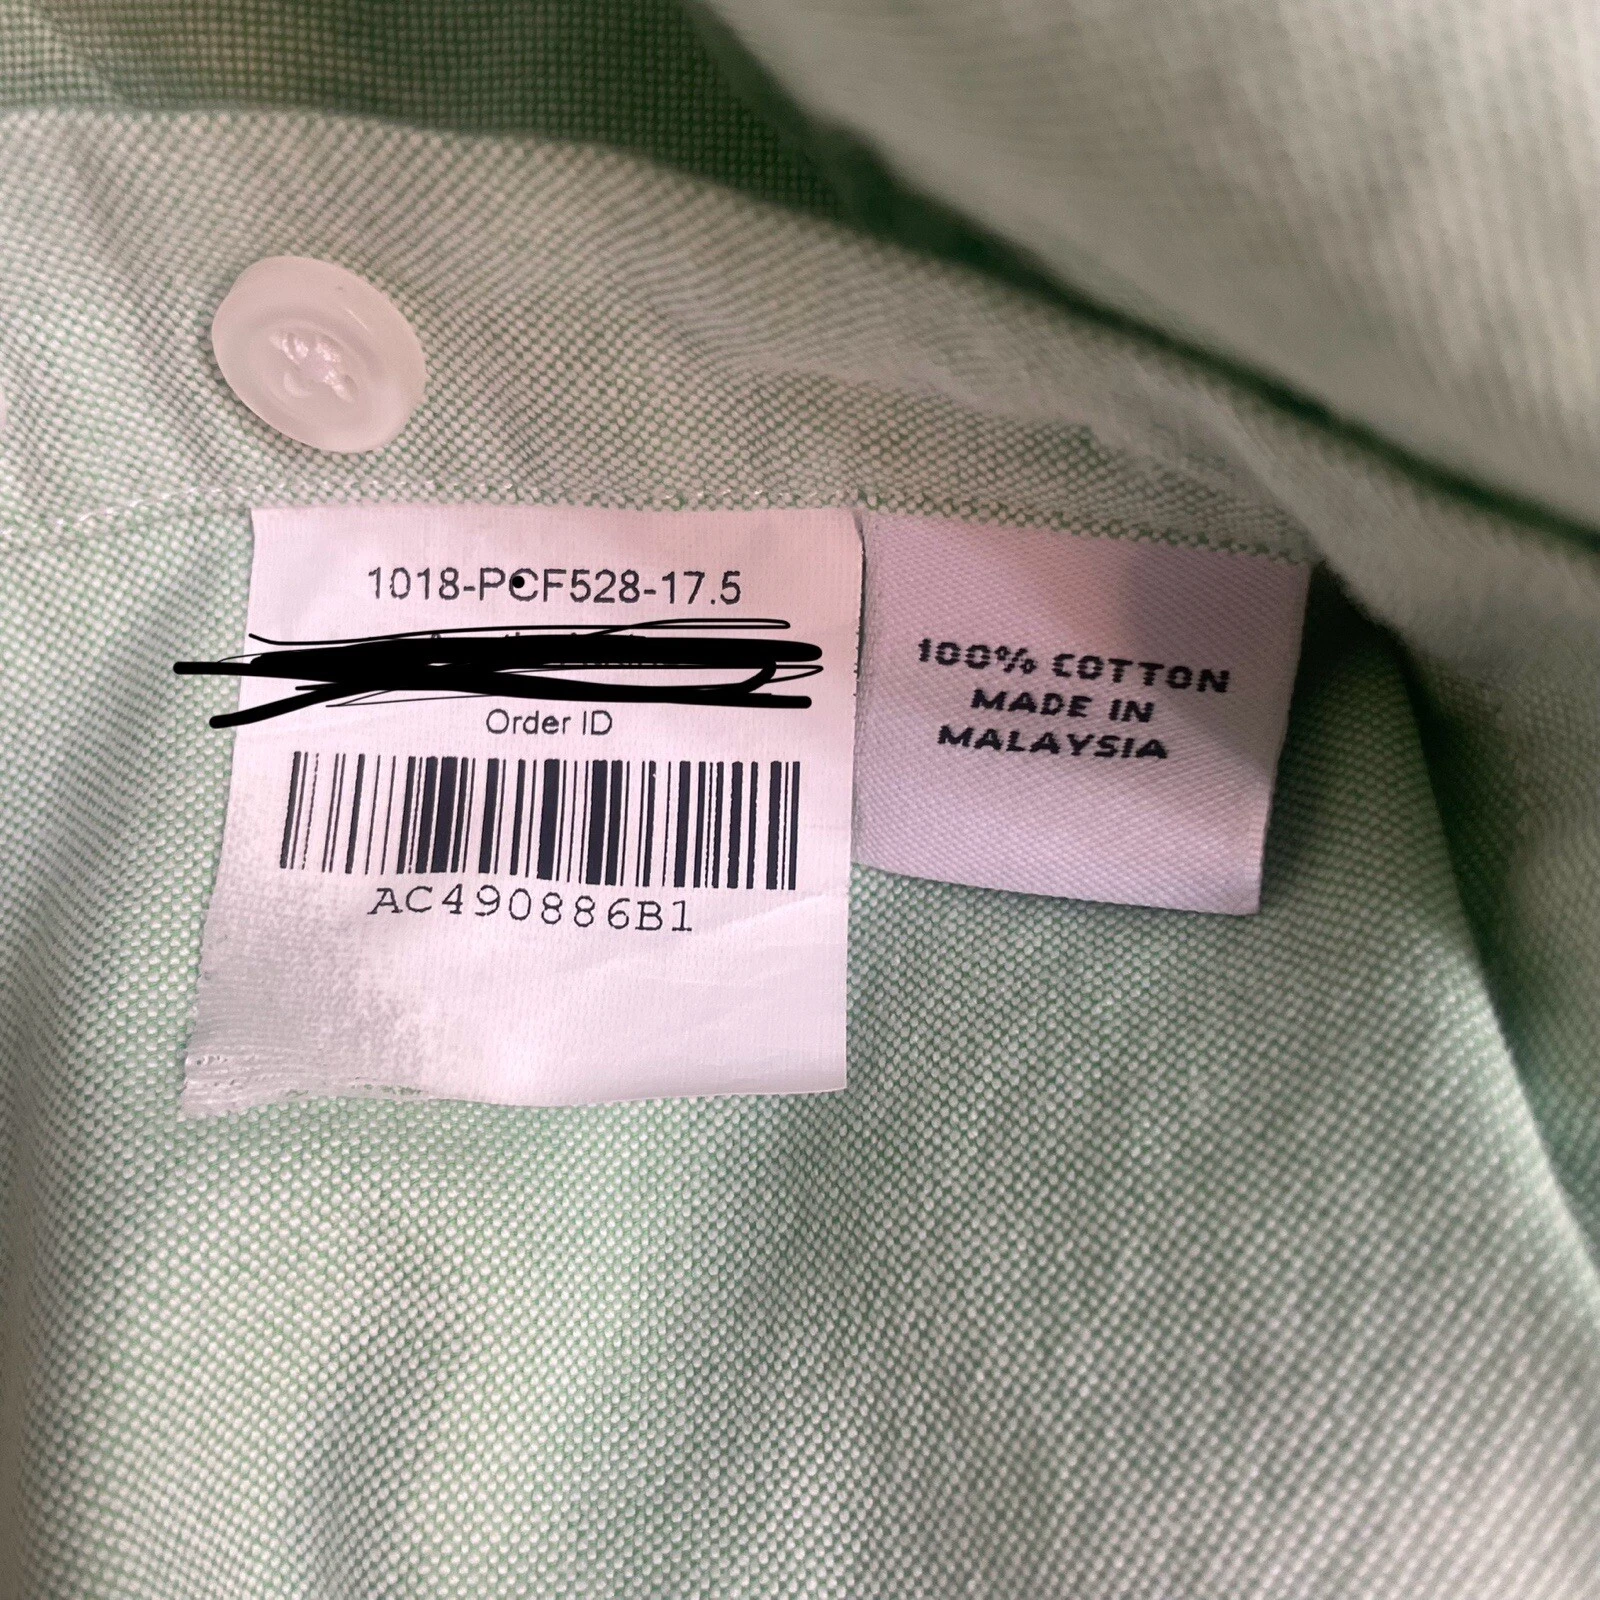 1018-PCF528-17.5
Order ID
AC490886B1
100% COTTON
MADE IN
MALAYSIA